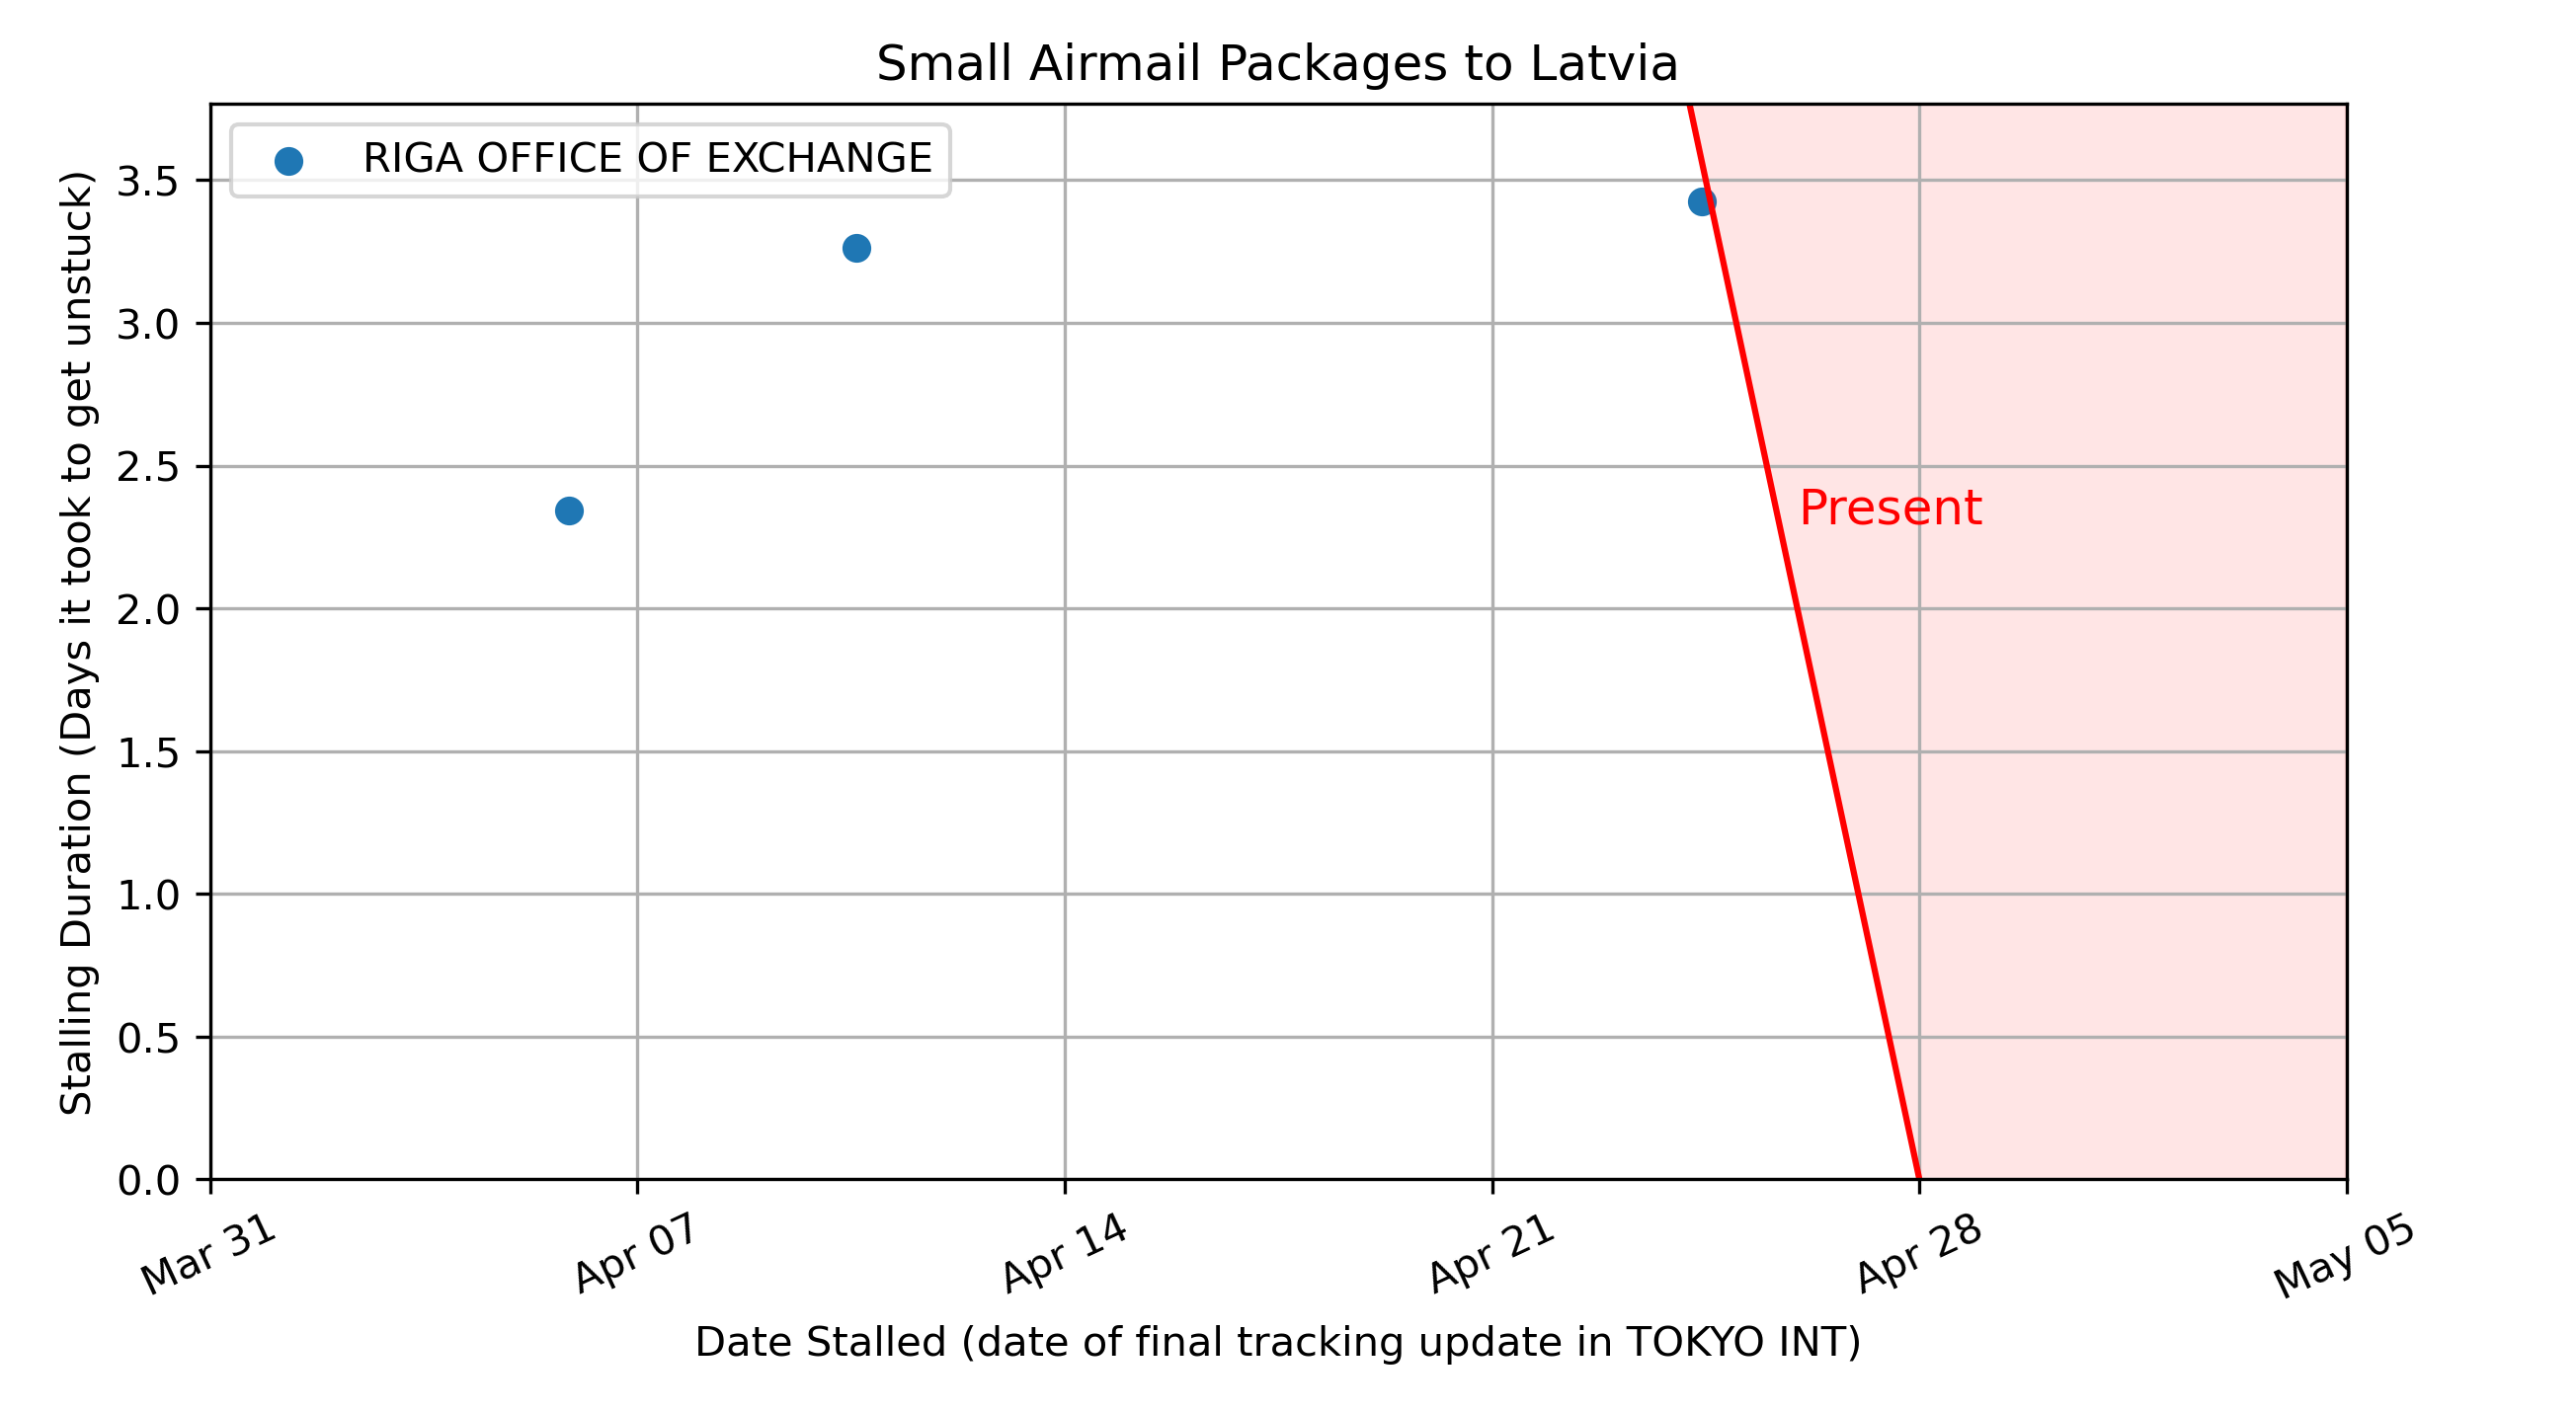 Small Airmail Packages to Latvia
RIGA OFFICE OF EXCHANGE
Stalling Duration (Days it took to get unstuck)
3.5
3.0
2.5
2.0
1.5
1.0
0.5
0.0
Present
Mar 31
Apr 07
Apr 14
Apr 21
Apr 28
May 05
Date Stalled (date of final tracking update in TOKYO INT)